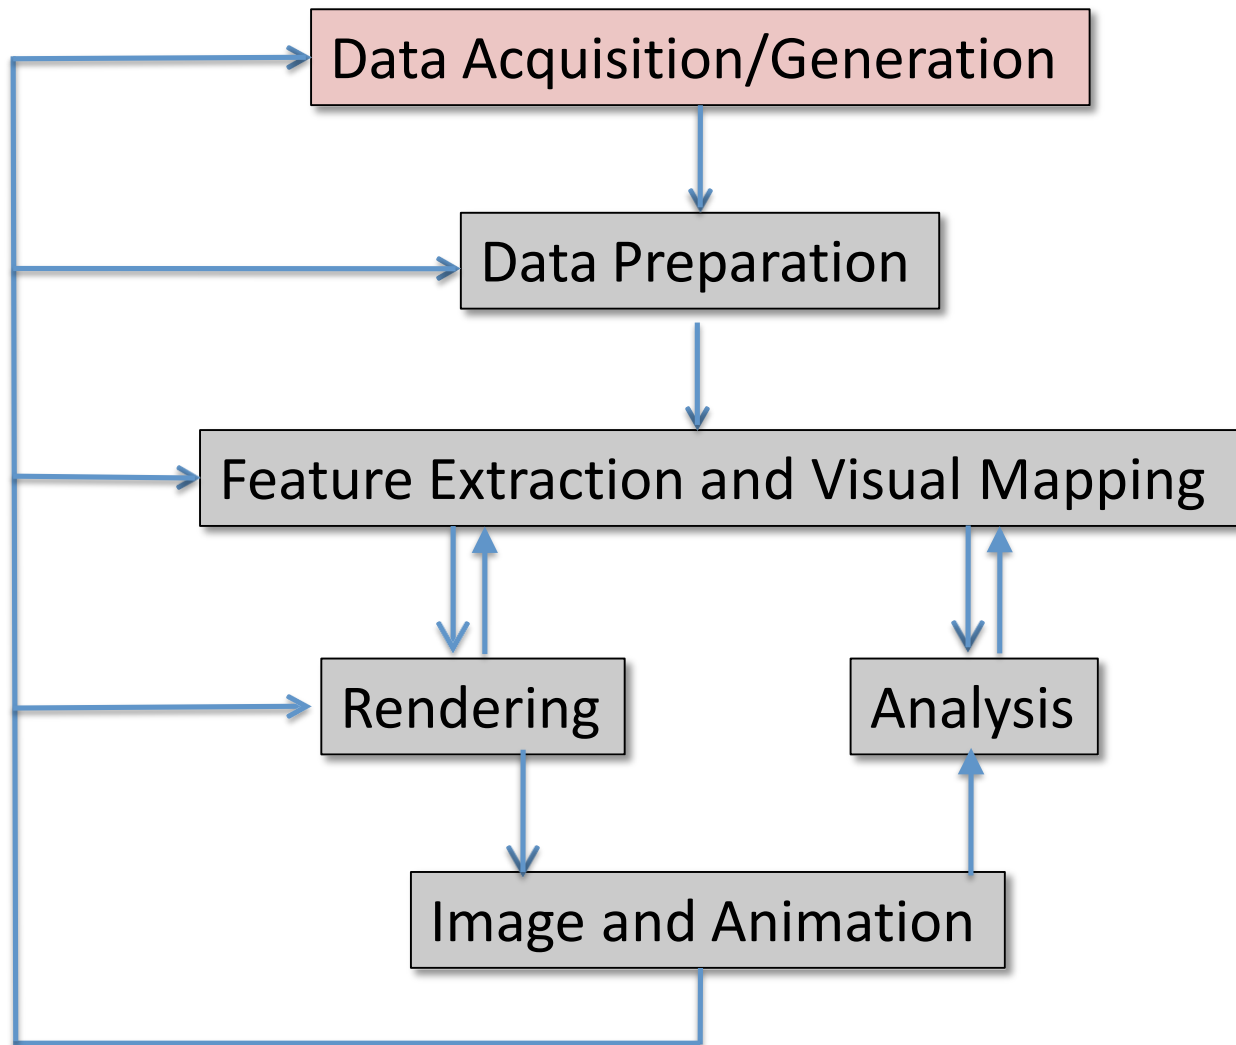 Data Acquisition/Generation
Data Preparation
Feature Extraction and Visual Mapping
Rendering
Analysis
Image and Animation